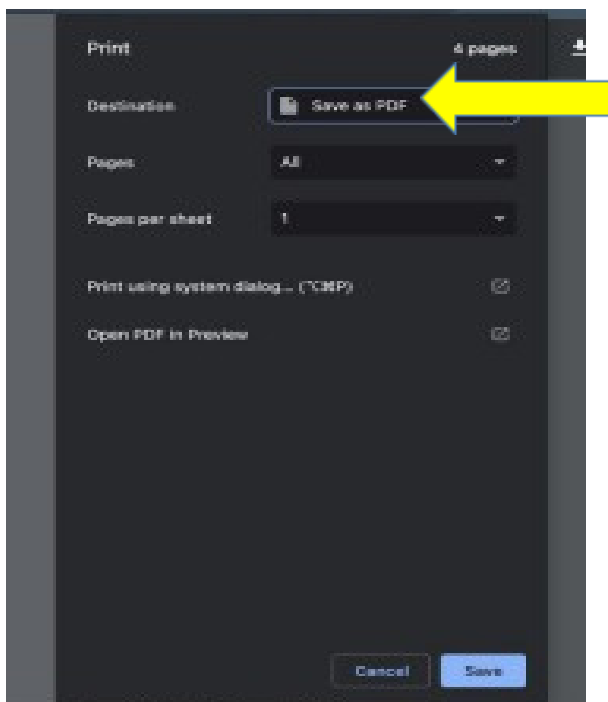 Print 4 pages
Destination Save as PDF
Pages All
Pages per sheet 1
Print using system dialog... (⌥⌘P)
Open PDF in Preview
Cancel Save